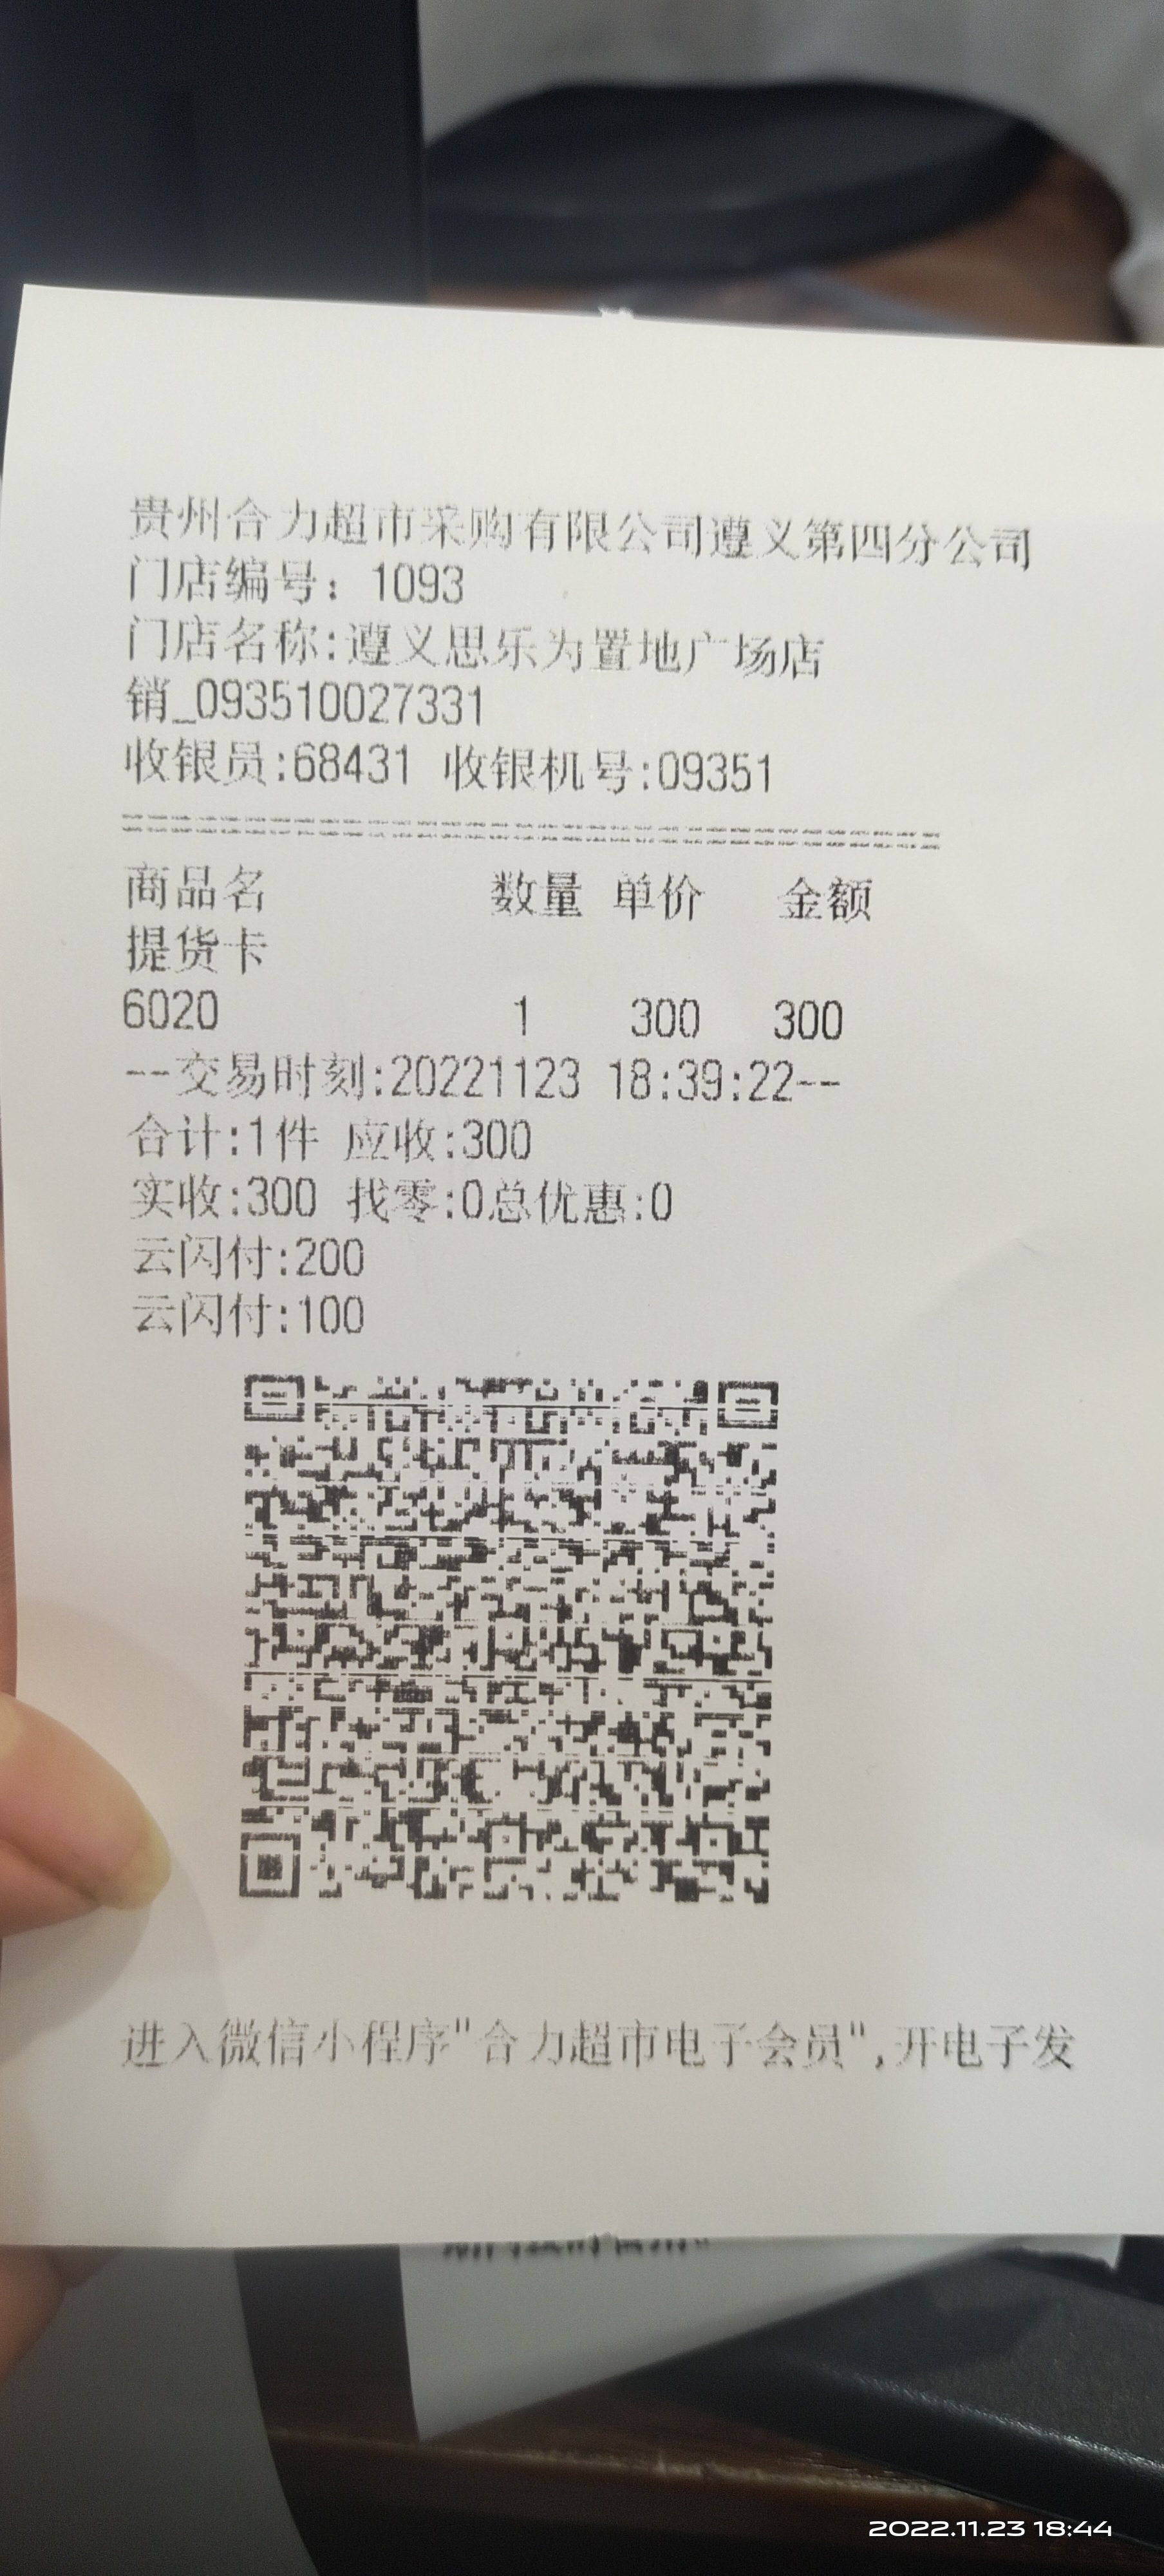 贵州合力超市采购有限公司遵义第四分公司
门店编号：1093
门店名称:遵义思乐为置地广场店
销_093510027331
收银员:68431 收银机号:09351
商品名 数量 单价 金额
提货卡
6020 1 300 300
--交易时刻:20221123 18:39:22--
合计:1件 应收:300
实收:300 找零:0总优惠:0
云闪付:200
云闪付:100
进入微信小程序"合力超市电子会员",开电子发
2022.11.23 18:44